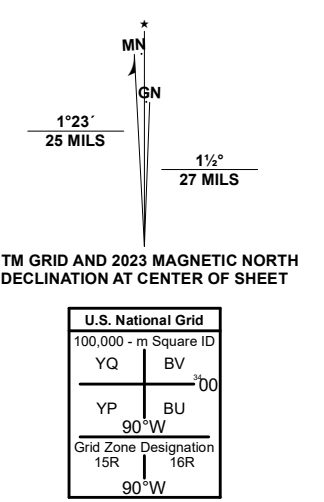 ★
MN
GN
1°23´
25 MILS
1½°
27 MILS
TM GRID AND 2023 MAGNETIC NORTH
DECLINATION AT CENTER OF SHEET
U.S. National Grid
100,000 - m Square ID
YQ BV
3400
YP BU
90°W
Grid Zone Designation
15R 16R
90°W